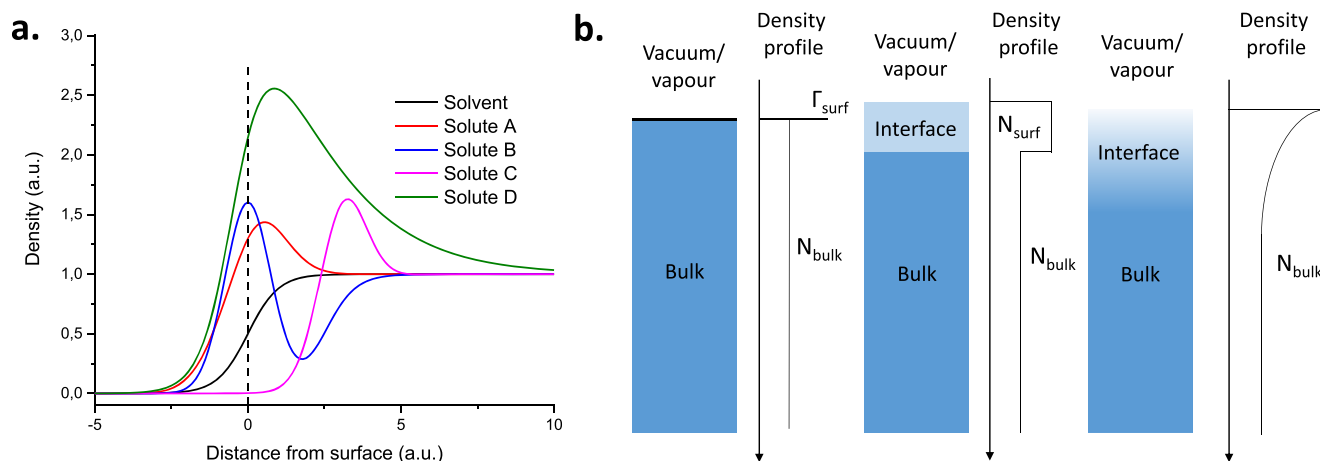 a.
3,0
2,5
2,0
1,5
1,0
0,5
0,0
Density (a.u.)
Solvent
Solute A
Solute B
Solute C
Solute D
-5
0
5
10
Distance from surface (a.u.)
b.
Vacuum/
vapour
Bulk
Density
profile
Γsurf
Nbulk
Vacuum/
vapour
Interface
Bulk
Density
profile
Nsurf
Nbulk
Vacuum/
vapour
Interface
Bulk
Density
profile
Nbulk